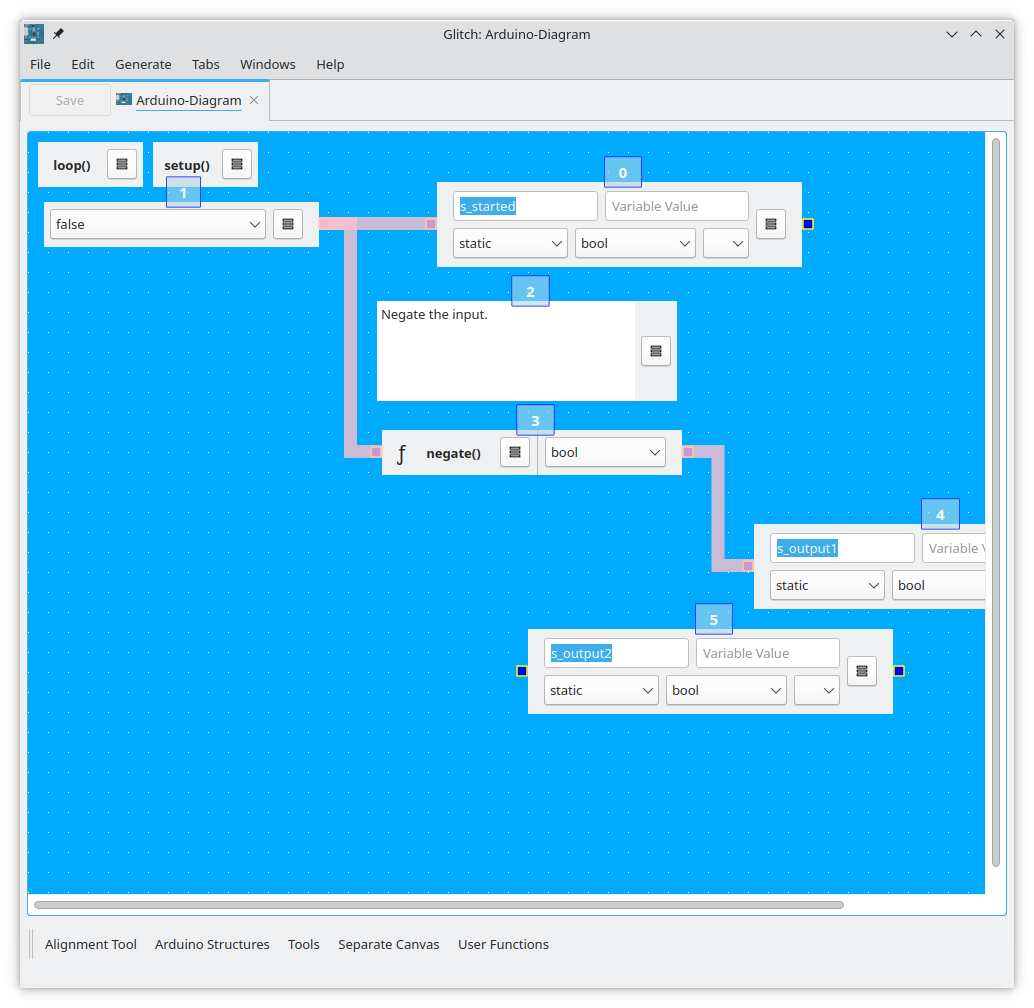 Glitch: Arduino-Diagram
File Edit Generate Tabs Windows Help
Save Arduino-Diagram
loop() setup()
0
1
s_started Variable Value
false
static bool
2
Negate the input.
3
ƒ negate() bool
4
s_output1 Variable V
static bool
5
s_output2 Variable Value
static bool
Alignment Tool Arduino Structures Tools Separate Canvas User Functions